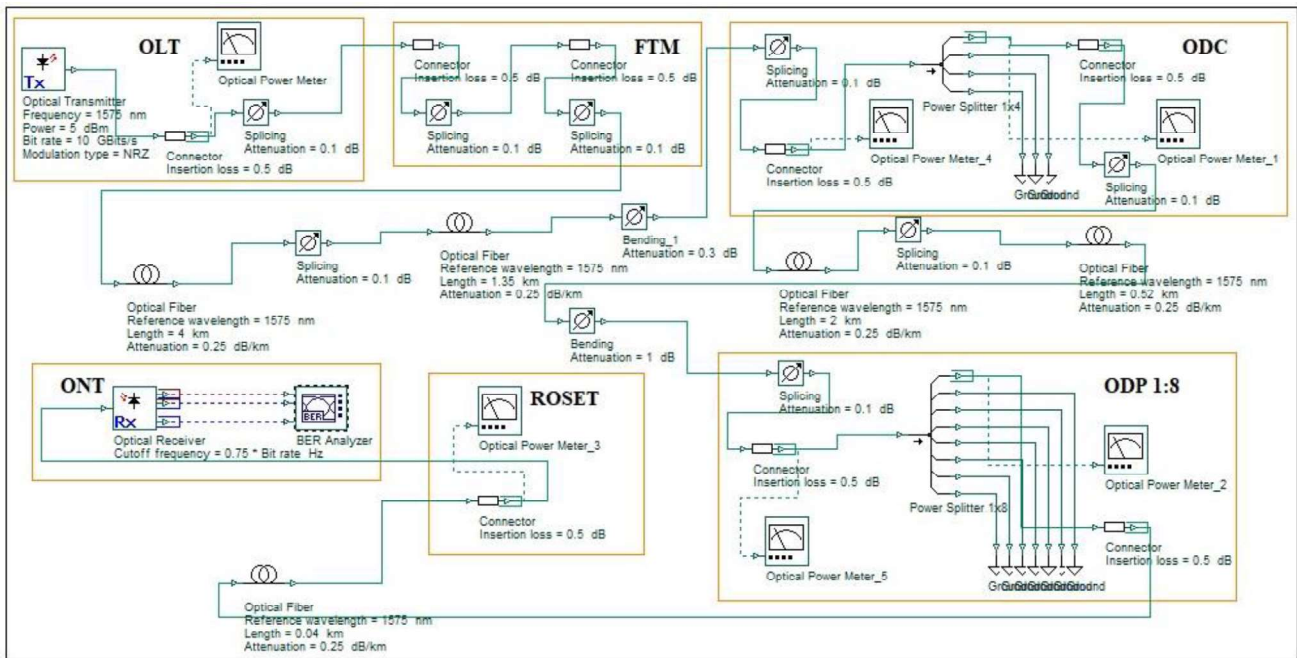 OLT
Optical Power Meter
Tx
Optical Transmitter
Frequency = 1575 nm
Power = 5 dBm
Bit rate = 10 GBits/s
Modulation type = NRZ
Connector
Insertion loss = 0.5 dB
Splicing
Attenuation = 0.1 dB
FTM
Connector
Insertion loss = 0.5 dB
Connector
Insertion loss = 0.5 dB
Splicing
Attenuation = 0.1 dB
Splicing
Attenuation = 0.1 dB
ODC
Splicing
Attenuation = 0.1 dB
Connector
Insertion loss = 0.5 dB
Optical Power Meter_4
Power Splitter 1x4
Connector
Insertion loss = 0.5 dB
Optical Power Meter_1
Ground
Splicing
Attenuation = 0.1 dB
Optical Fiber
Reference wavelength = 1575 nm
Length = 4 km
Attenuation = 0.25 dB/km
Splicing
Attenuation = 0.1 dB
Optical Fiber
Reference wavelength = 1575 nm
Length = 1.35 km
Attenuation = 0.25 dB/km
Bending_1
Attenuation = 0.3 dB
Optical Fiber
Reference wavelength = 1575 nm
Length = 2 km
Attenuation = 0.25 dB/km
Splicing
Attenuation = 0.1 dB
Optical Fiber
Reference wavelength = 1575 nm
Length = 0.52 km
Attenuation = 0.25 dB/km
Bending
Attenuation = 1 dB
ONT
Rx
Optical Receiver
Cutoff frequency = 0.75 * Bit rate Hz
BER
BER Analyzer
ROSET
Optical Power Meter_3
Connector
Insertion loss = 0.5 dB
ODP 1:8
Splicing
Attenuation = 0.1 dB
Connector
Insertion loss = 0.5 dB
Optical Power Meter_5
Power Splitter 1x8
Optical Power Meter_2
Connector
Insertion loss = 0.5 dB
Ground
Optical Fiber
Reference wavelength = 1575 nm
Length = 0.04 km
Attenuation = 0.25 dB/km